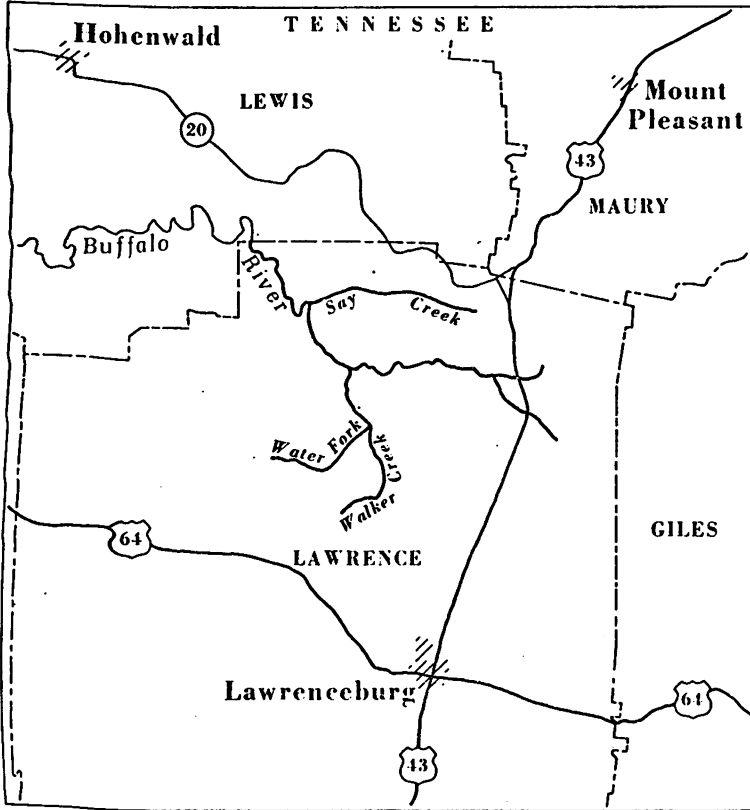 TENNESSEE
Hohenwald
LEWIS
20
Mount
Pleasant
43
MAURY
Buffalo
River
Say Creek
Water Fork
Walker Creek
64
LAWRENCE
GILES
Lawrenceburg
64
43